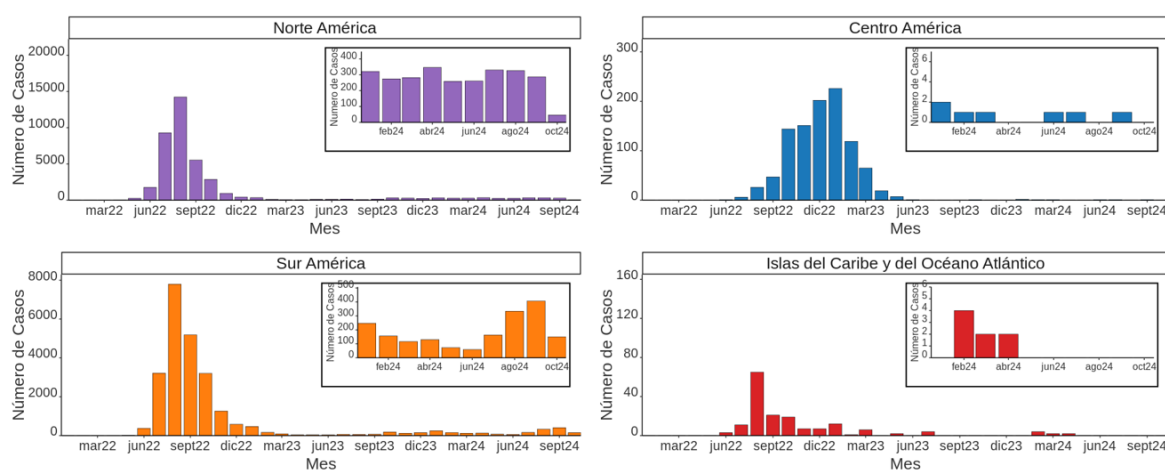 Norte América
Número de Casos
20000
15000
10000
5000
0
mar22 jun22 sept22 dic22 mar23 jun23 sept23 dic23 mar24 jun24 sept24
Mes
Número de Casos
400
300
200
100
0
feb24 abr24 jun24 ago24 oct24
Centro América
Número de Casos
300
200
100
0
mar22 jun22 sept22 dic22 mar23 jun23 sept23 dic23 mar24 jun24 sept24
Mes
Número de Casos
6
4
2
0
feb24 abr24 jun24 ago24 oct24
Sur América
Número de Casos
8000
6000
4000
2000
0
mar22 jun22 sept22 dic22 mar23 jun23 sept23 dic23 mar24 jun24 sept24
Mes
Número de Casos
500
400
300
200
100
0
feb24 abr24 jun24 ago24 oct24
Islas del Caribe y del Océano Atlántico
Número de Casos
160
120
80
40
0
mar22 jun22 sept22 dic22 mar23 jun23 sept23 dic23 mar24 jun24 sept24
Mes
Número de Casos
6
5
4
3
2
1
0
feb24 abr24 jun24 ago24 oct24